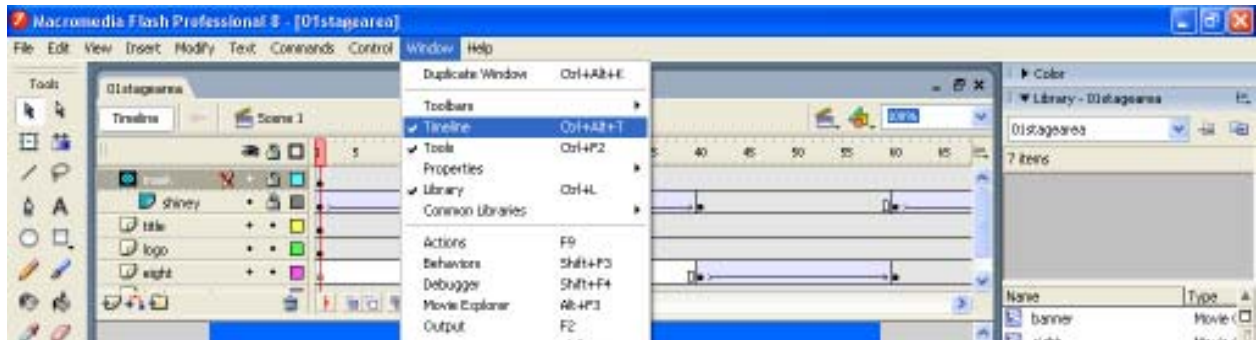 Macromedia Flash Professional 8 - [01stagearea]
File Edit View Insert Modify Text Commands Control Window Help
Tools
01stagearea
Timeline
Scene 1
Duplicate Window Ctrl+Alt+K
Toolbars
Timeline Ctrl+Alt+T
Tools Ctrl+F2
Properties
Library Ctrl+L
Common Libraries
Actions F9
Behaviors Shift+F3
Debugger Shift+F4
Movie Explorer Alt+F3
Output F2
1 5
40 45 50 55 60 65
mask
shiney
title
logo
eight
Color
Library - 01stagearea
01stagearea
7 items
Name Type
banner Movie